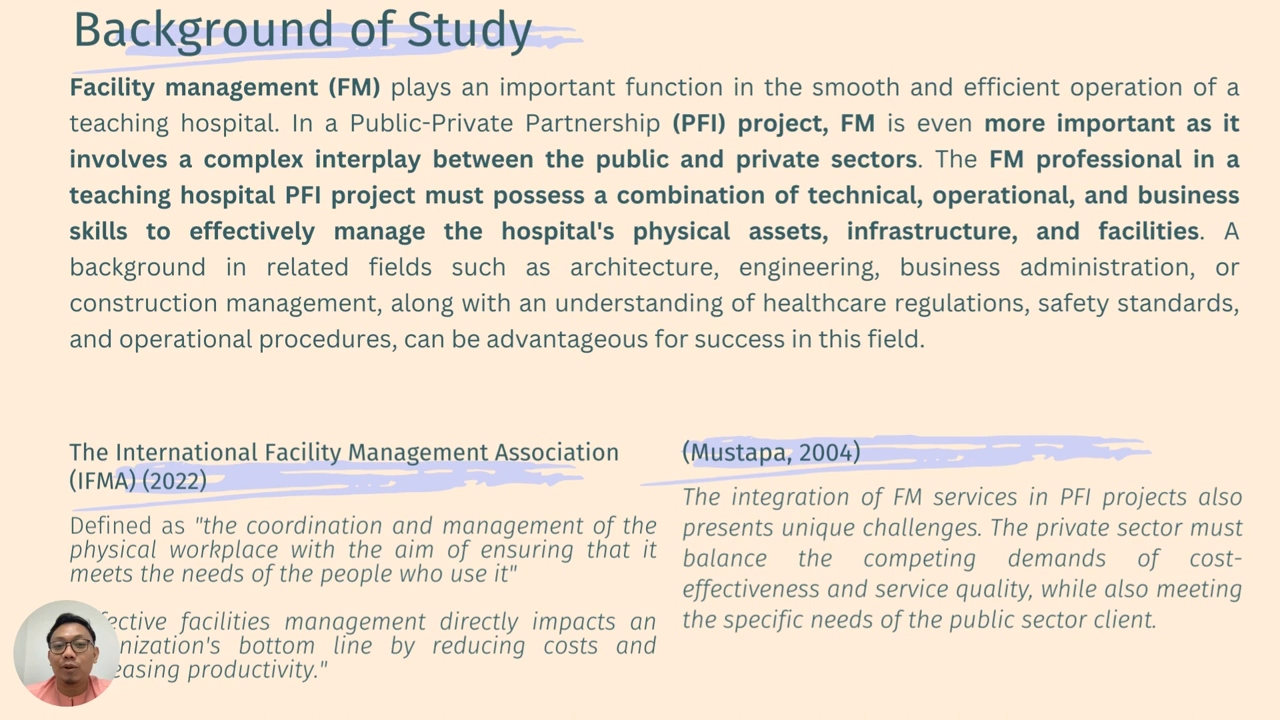 Background of Study
Facility management (FM) plays an important function in the smooth and efficient operation of a
teaching hospital. In a Public-Private Partnership (PFI) project, FM is even more important as it
involves a complex interplay between the public and private sectors. The FM professional in a
teaching hospital PFI project must possess a combination of technical, operational, and business
skills to effectively manage the hospital's physical assets, infrastructure, and facilities. A
background in related fields such as architecture, engineering, business administration, or
construction management, along with an understanding of healthcare regulations, safety standards,
and operational procedures, can be advantageous for success in this field.
The International Facility Management Association
(IFMA) (2022)
Defined as "the coordination and management of the
physical workplace with the aim of ensuring that it
meets the needs of the people who use it"
facilities management directly impacts an
bottom line by reducing costs and
productivity."
(Mustapa, 2004)
The integration of FM services in PFI projects also
presents unique challenges. The private sector must
balance the competing demands of cost-
effectiveness and service quality, while also meeting
the specific needs of the public sector client.